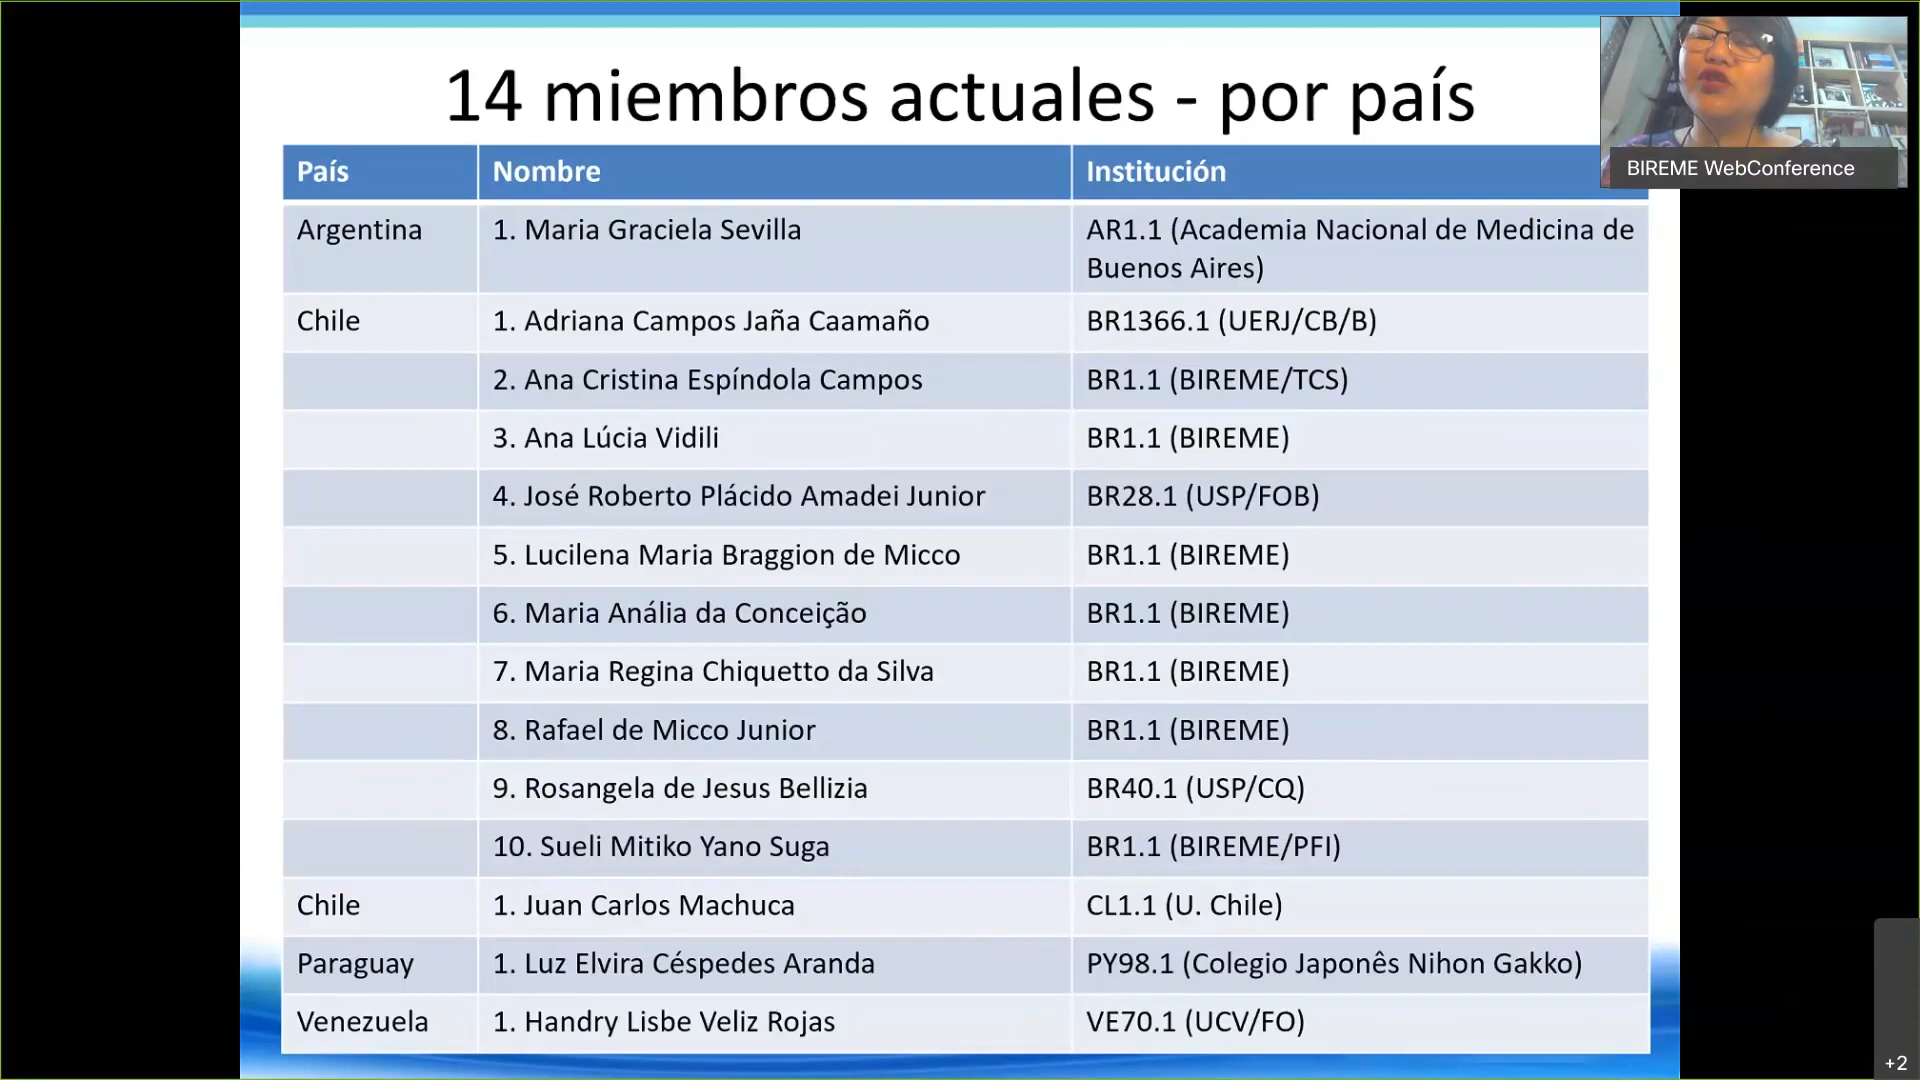 14 miembros actuales - por país
BIREME WebConference
País Nombre Institución
Argentina 1. Maria Graciela Sevilla AR1.1 (Academia Nacional de Medicina de
Buenos Aires)
Chile 1. Adriana Campos Jaña Caamaño BR1366.1 (UERJ/CB/B)
2. Ana Cristina Espíndola Campos BR1.1 (BIREME/TCS)
3. Ana Lúcia Vidili BR1.1 (BIREME)
4. José Roberto Plácido Amadei Junior BR28.1 (USP/FOB)
5. Lucilena Maria Braggion de Micco BR1.1 (BIREME)
6. Maria Anália da Conceição BR1.1 (BIREME)
7. Maria Regina Chiquetto da Silva BR1.1 (BIREME)
8. Rafael de Micco Junior BR1.1 (BIREME)
9. Rosangela de Jesus Bellizia BR40.1 (USP/CQ)
10. Sueli Mitiko Yano Suga BR1.1 (BIREME/PFI)
Chile 1. Juan Carlos Machuca CL1.1 (U. Chile)
Paraguay 1. Luz Elvira Céspedes Aranda PY98.1 (Colegio Japonês Nihon Gakko)
Venezuela 1. Handry Lisbe Veliz Rojas VE70.1 (UCV/FO)
+2